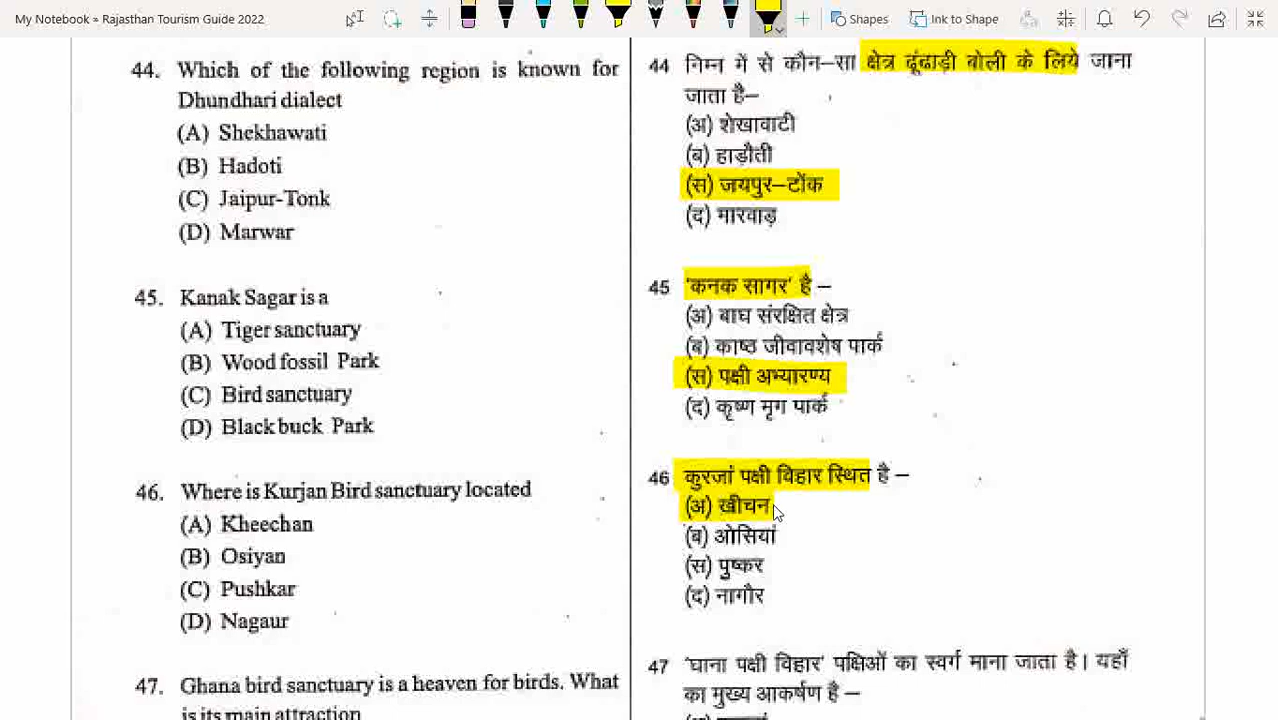 My Notebook » Rajasthan Tourism Guide 2022
Shapes
Ink to Shape
44. Which of the following region is known for
Dhundhari dialect
(A) Shekhawati
(B) Hadoti
(C) Jaipur-Tonk
(D) Marwar
45. Kanak Sagar is a
(A) Tiger sanctuary
(B) Wood fossil Park
(C) Bird sanctuary
(D) Black buck Park
46. Where is Kurjan Bird sanctuary located
(A) Kheechan
(B) Osiyan
(C) Pushkar
(D) Nagaur
47. Ghana bird sanctuary is a heaven for birds. What
is its main attraction
44 निम्न में से कौन-सा क्षेत्र ढूंढाड़ी बोली के लिये जाना
जाता है-
(अ) शेखावाटी
(ब) हाड़ौती
(स) जयपुर-टोंक
(द) मारवाड़
45 'कनक सागर' है -
(अ) बाघ संरक्षित क्षेत्र
(ब) काष्ठ जीवावशेष पार्क
(स) पक्षी अभ्यारण्य
(द) कृष्ण मृग पार्क
46 कुरजां पक्षी विहार स्थित है -
(अ) खीचन
(ब) ओसियां
(स) पुष्कर
(द) नागौर
47 'घाना पक्षी विहार' पक्षिओं का स्वर्ग माना जाता है। यहाँ
का मुख्य आकर्षण है -